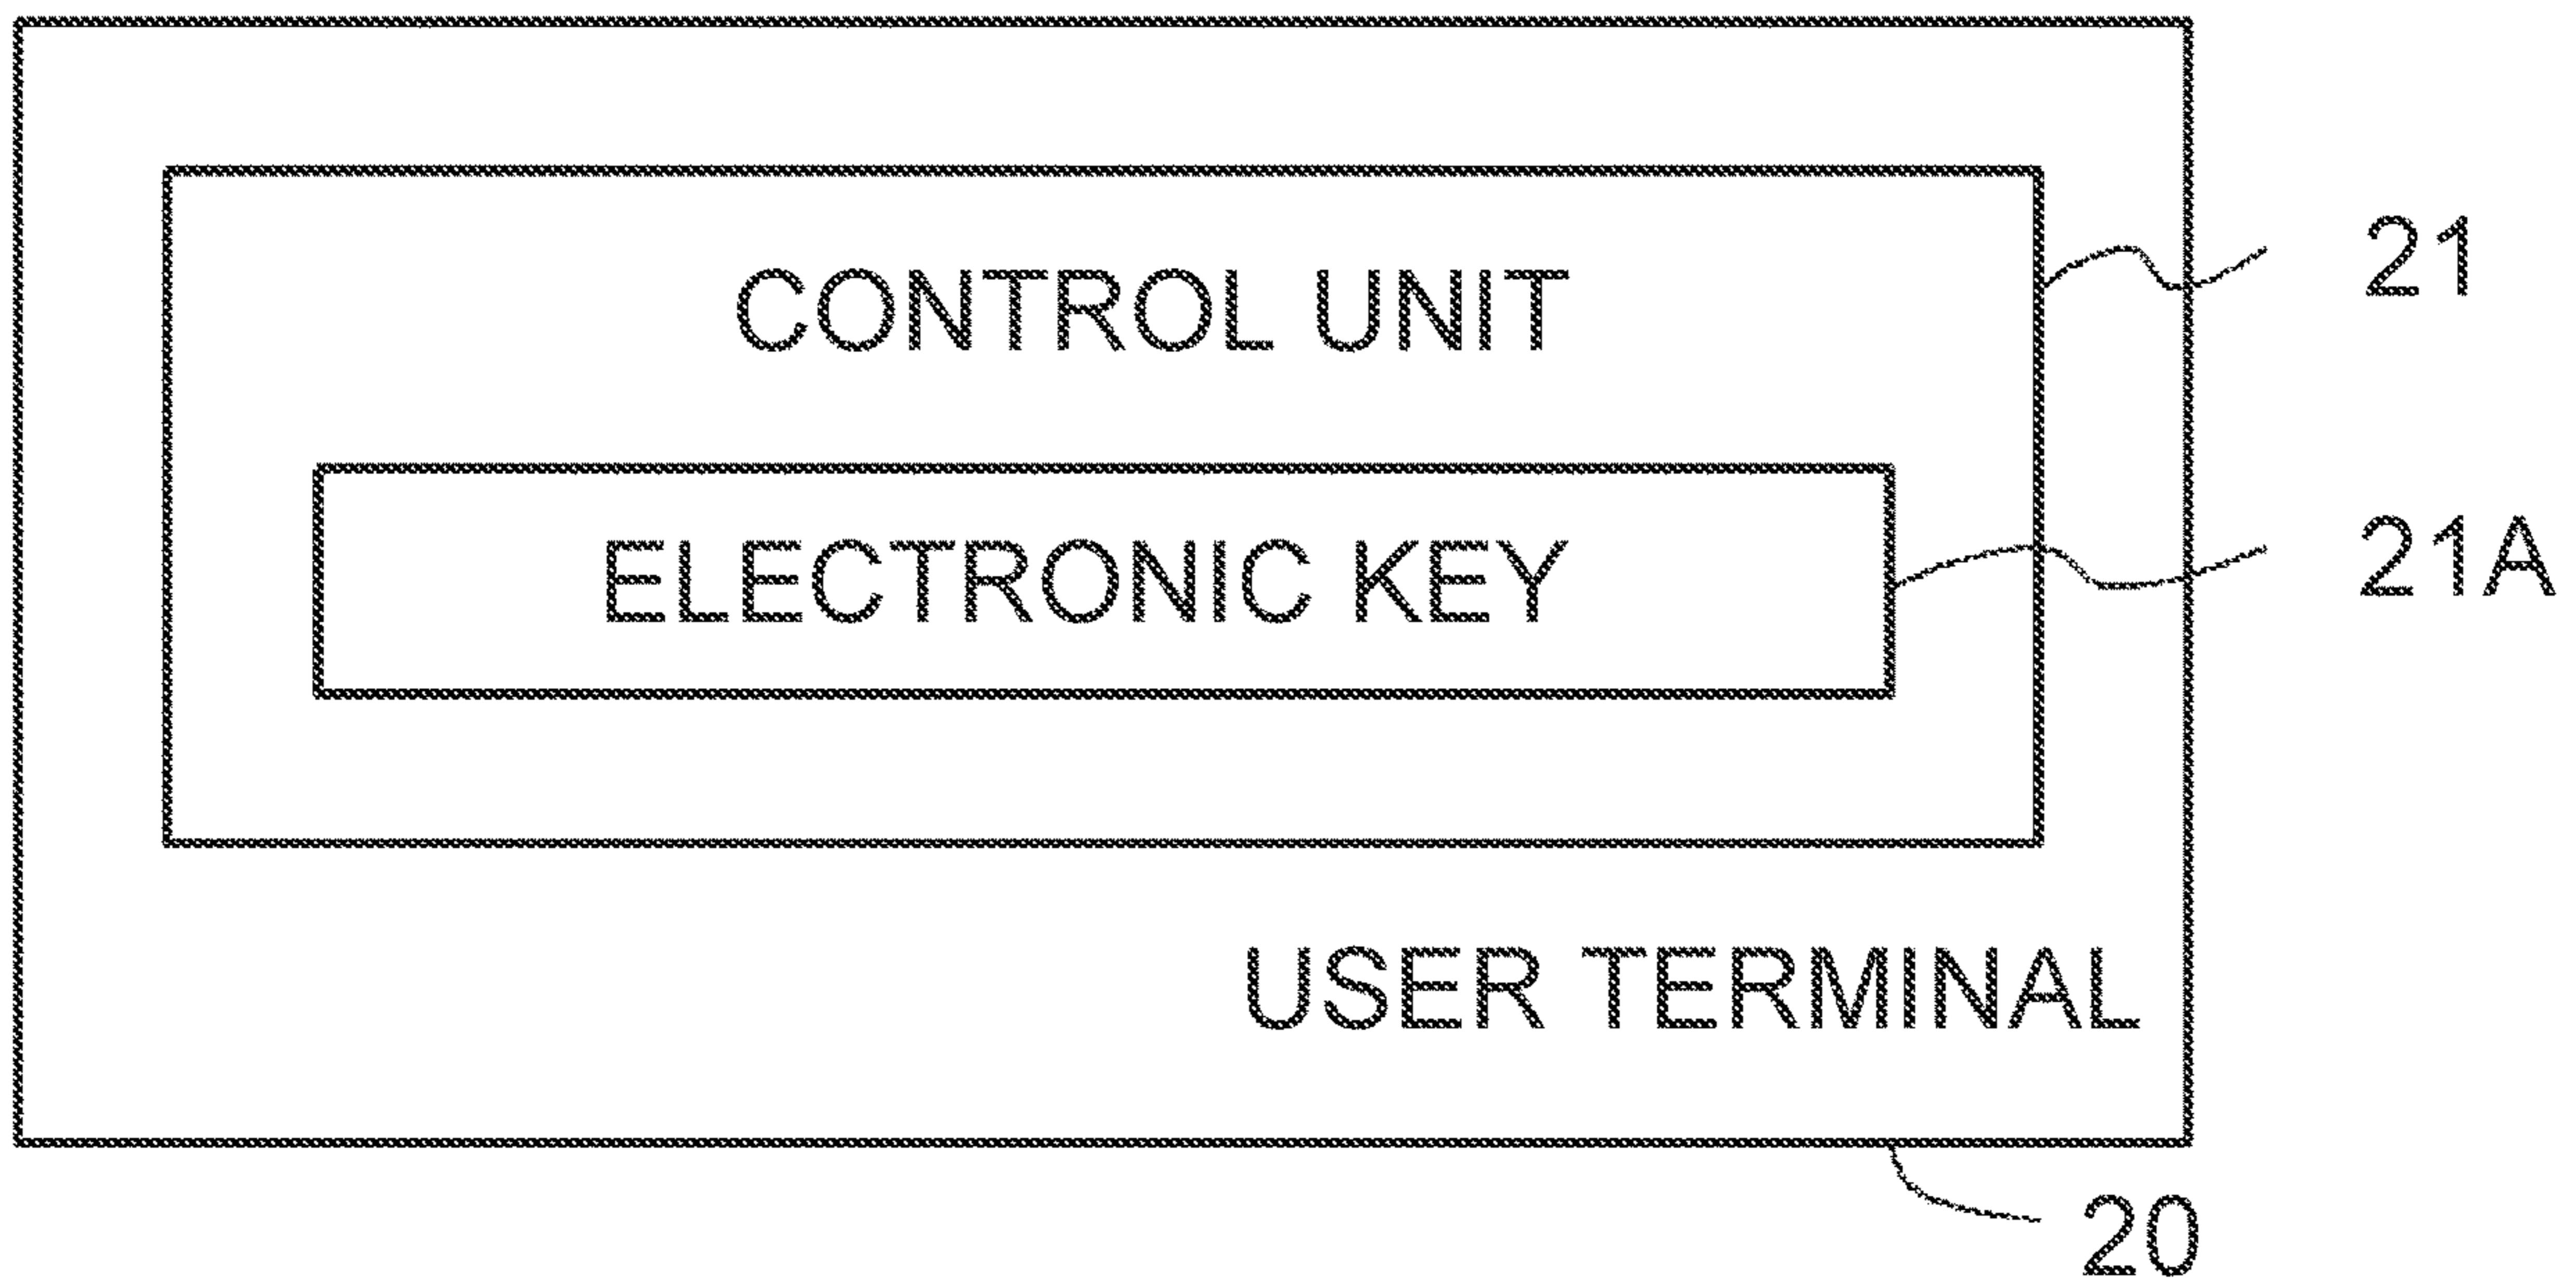 CONTROL UNIT
21
ELECTRONIC KEY
21A
USER TERMINAL
20